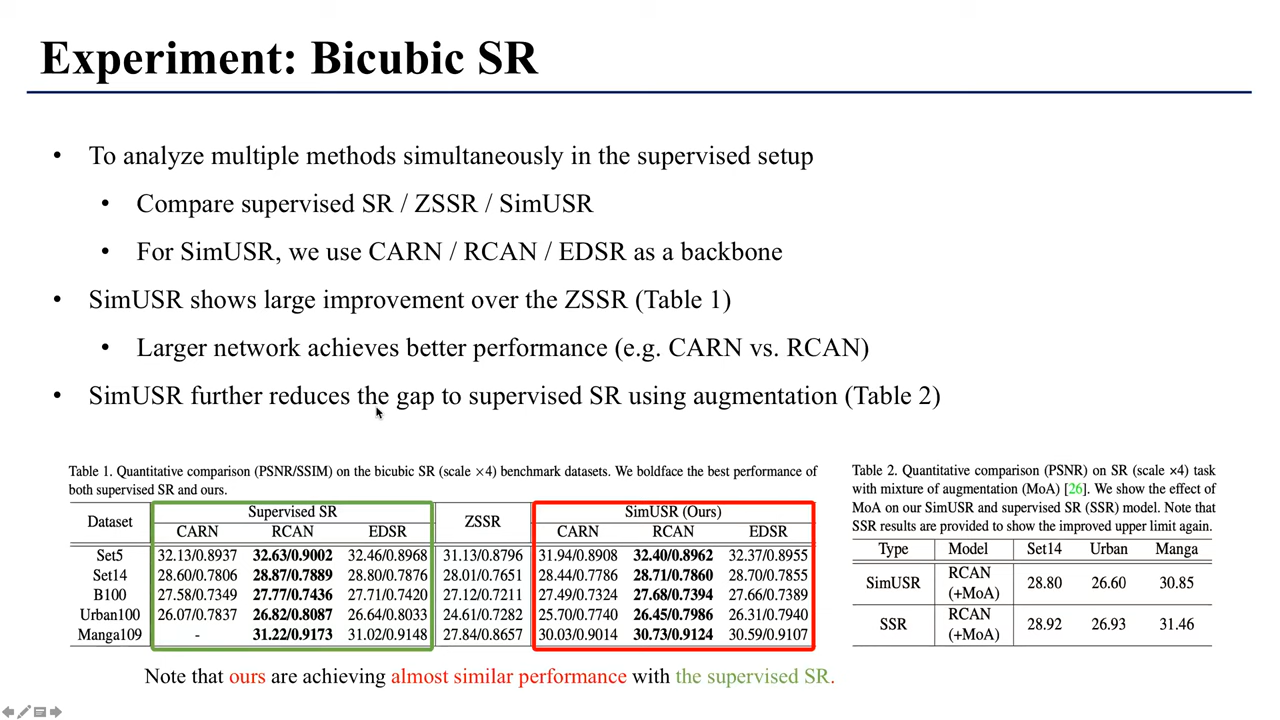 Experiment: Bicubic SR
• To analyze multiple methods simultaneously in the supervised setup
• Compare supervised SR / ZSSR / SimUSR
• For SimUSR, we use CARN / RCAN / EDSR as a backbone
• SimUSR shows large improvement over the ZSSR (Table 1)
• Larger network achieves better performance (e.g. CARN vs. RCAN)
• SimUSR further reduces the gap to supervised SR using augmentation (Table 2)
Table 1. Quantitative comparison (PSNR/SSIM) on the bicubic SR (scale ×4) benchmark datasets. We boldface the best performance of
both supervised SR and ours.
Dataset Supervised SR ZSSR SimUSR (Ours)
CARN RCAN EDSR CARN RCAN EDSR
Set5 32.13/0.8937 32.63/0.9002 32.46/0.8968 31.13/0.8796 31.94/0.8908 32.40/0.8962 32.37/0.8955
Set14 28.60/0.7806 28.87/0.7889 28.80/0.7876 28.01/0.7651 28.44/0.7786 28.71/0.7860 28.70/0.7855
B100 27.58/0.7349 27.77/0.7436 27.71/0.7420 27.12/0.7211 27.49/0.7324 27.68/0.7394 27.66/0.7389
Urban100 26.07/0.7837 26.82/0.8087 26.64/0.8033 24.61/0.7282 25.70/0.7740 26.45/0.7986 26.31/0.7940
Manga109 - 31.22/0.9173 31.02/0.9148 27.84/0.8657 30.03/0.9014 30.73/0.9124 30.59/0.9107
Note that ours are achieving almost similar performance with the supervised SR.
Table 2. Quantitative comparison (PSNR) on SR (scale ×4) task
with mixture of augmentation (MoA) [26]. We show the effect of
MoA on our SimUSR and supervised SR (SSR) model. Note that
SSR results are provided to show the improved upper limit again.
Type Model Set14 Urban Manga
SimUSR RCAN (+MoA) 28.80 26.60 30.85
SSR RCAN (+MoA) 28.92 26.93 31.46